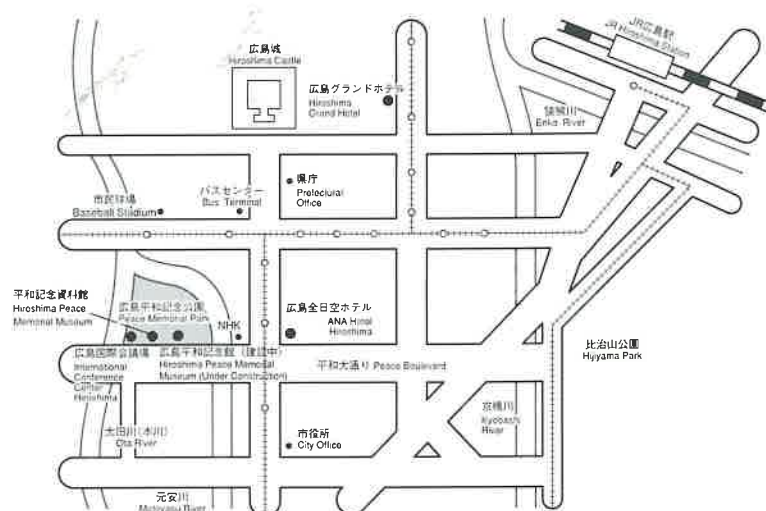 JR広島駅
JR Hiroshima Station
広島城
Hiroshima Castle
広島グランドホテル
Hiroshima
Grand Hotel
猿猴川
Enko River
県庁
Prefectural
Office
市民球場
Baseball Stadium
バスセンター
Bus Terminal
平和記念資料館
Hiroshima Peace
Memorial Museum
広島平和記念公園
Peace Memorial Park
NHK
広島全日空ホテル
ANA Hotel
Hiroshima
広島国際会議場
International
Conference
Center
Hiroshima
広島平和記念館(建設中)
Hiroshima Peace Memorial
Museum (Under Construction)
平和大通り Peace Boulevard
比治山公園
Hijiyama Park
太田川(本川)
Ota River
京橋川
Kyobashi
River
市役所
City Office
元安川
Motoyasu River